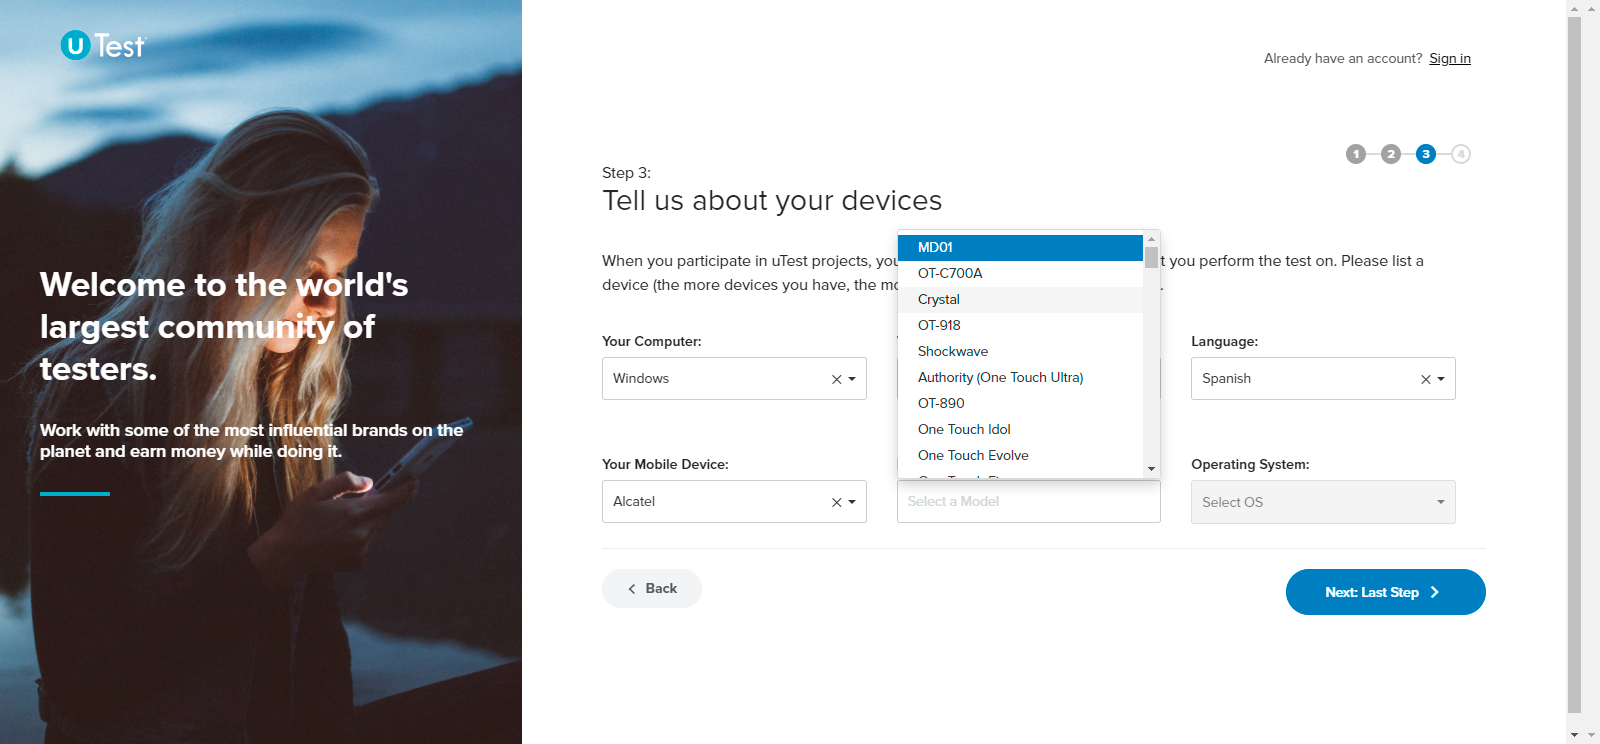 uTest
Welcome to the world's
largest community of
testers.
Work with some of the most influential brands on the
planet and earn money while doing it.
Already have an account? Sign in
1 2 3 4
Step 3:
Tell us about your devices
When you participate in uTest projects, you t you perform the test on. Please list a
device (the more devices you have, the mo .
MD01
OT-C700A
Crystal
OT-918
Shockwave
Authority (One Touch Ultra)
OT-890
One Touch Idol
One Touch Evolve
Your Computer:
Windows
Language:
Spanish
Your Mobile Device:
Alcatel
Select a Model
Operating System:
Select OS
Back
Next: Last Step